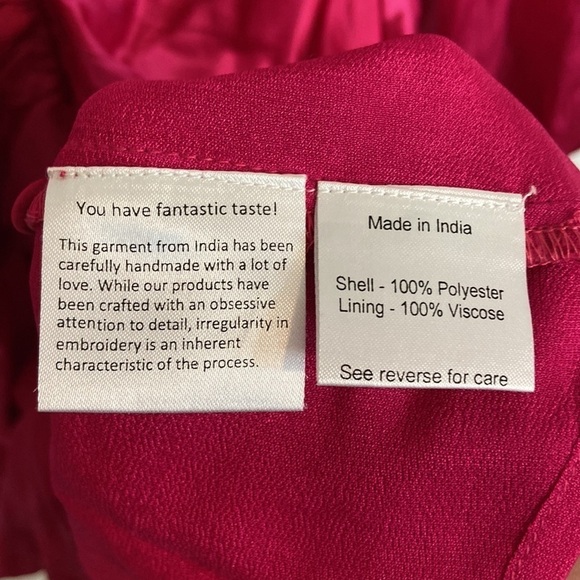 You have fantastic taste!
This garment from India has been
carefully handmade with a lot of
love. While our products have
been crafted with an obsessive
attention to detail, irregularity in
embroidery is an inherent
characteristic of the process.
Made in India
Shell - 100% Polyester
Lining - 100% Viscose
See reverse for care